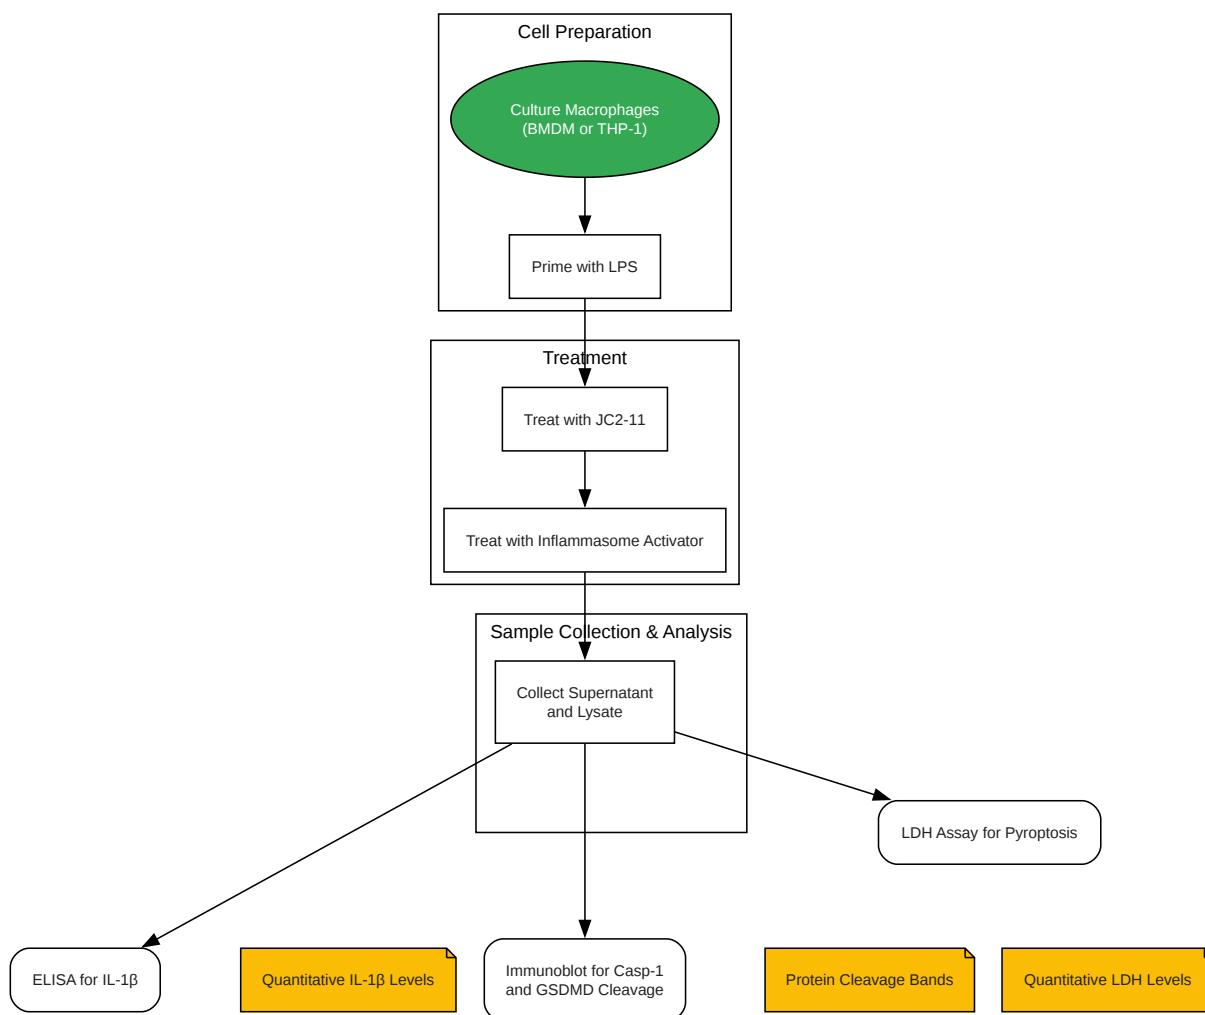 Cell Preparation
Culture Macrophages
(BMDM or THP-1)
Prime with LPS
Treatment
Treat with JC2-11
Treat with Inflammasome Activator
Sample Collection & Analysis
Collect Supernatant
and Lysate
LDH Assay for Pyroptosis
ELISA for IL-1β
Quantitative IL-1β Levels
Immunoblot for Casp-1
and GSDMD Cleavage
Protein Cleavage Bands
Quantitative LDH Levels